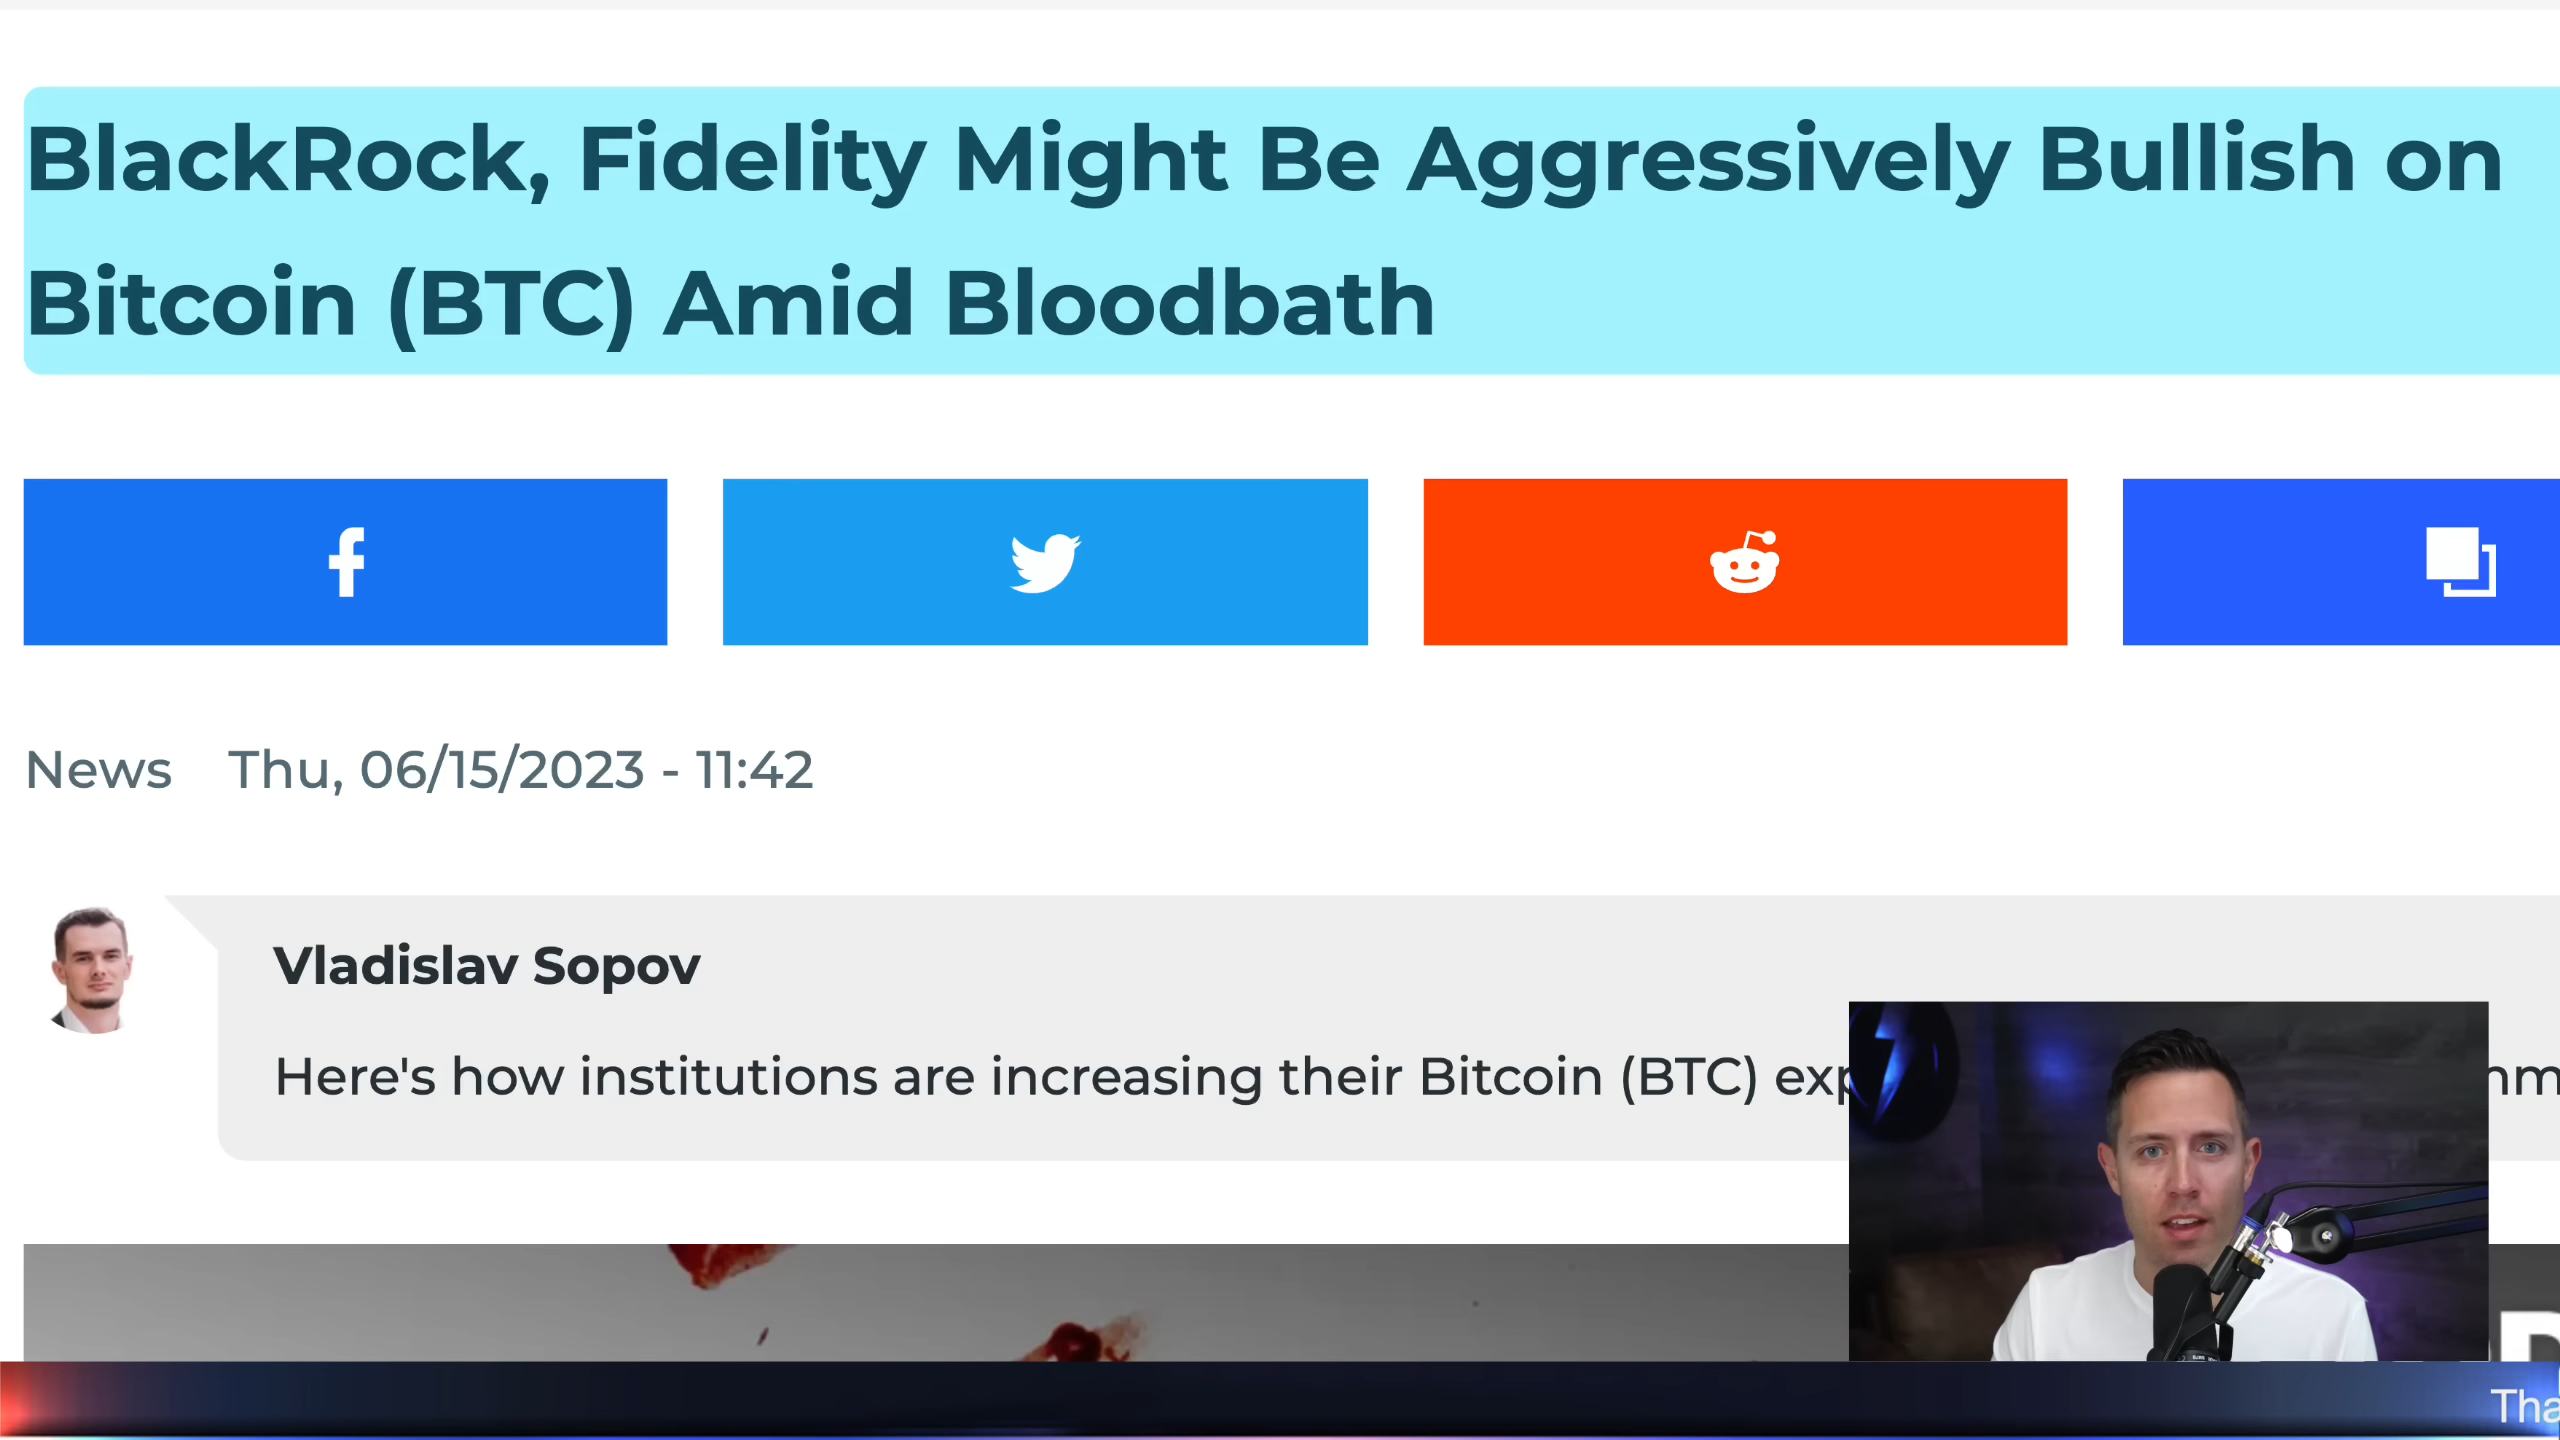 BlackRock, Fidelity Might Be Aggressively Bullish on
Bitcoin (BTC) Amid Bloodbath
News Thu, 06/15/2023 - 11:42
Vladislav Sopov
Here's how institutions are increasing their Bitcoin (BTC)